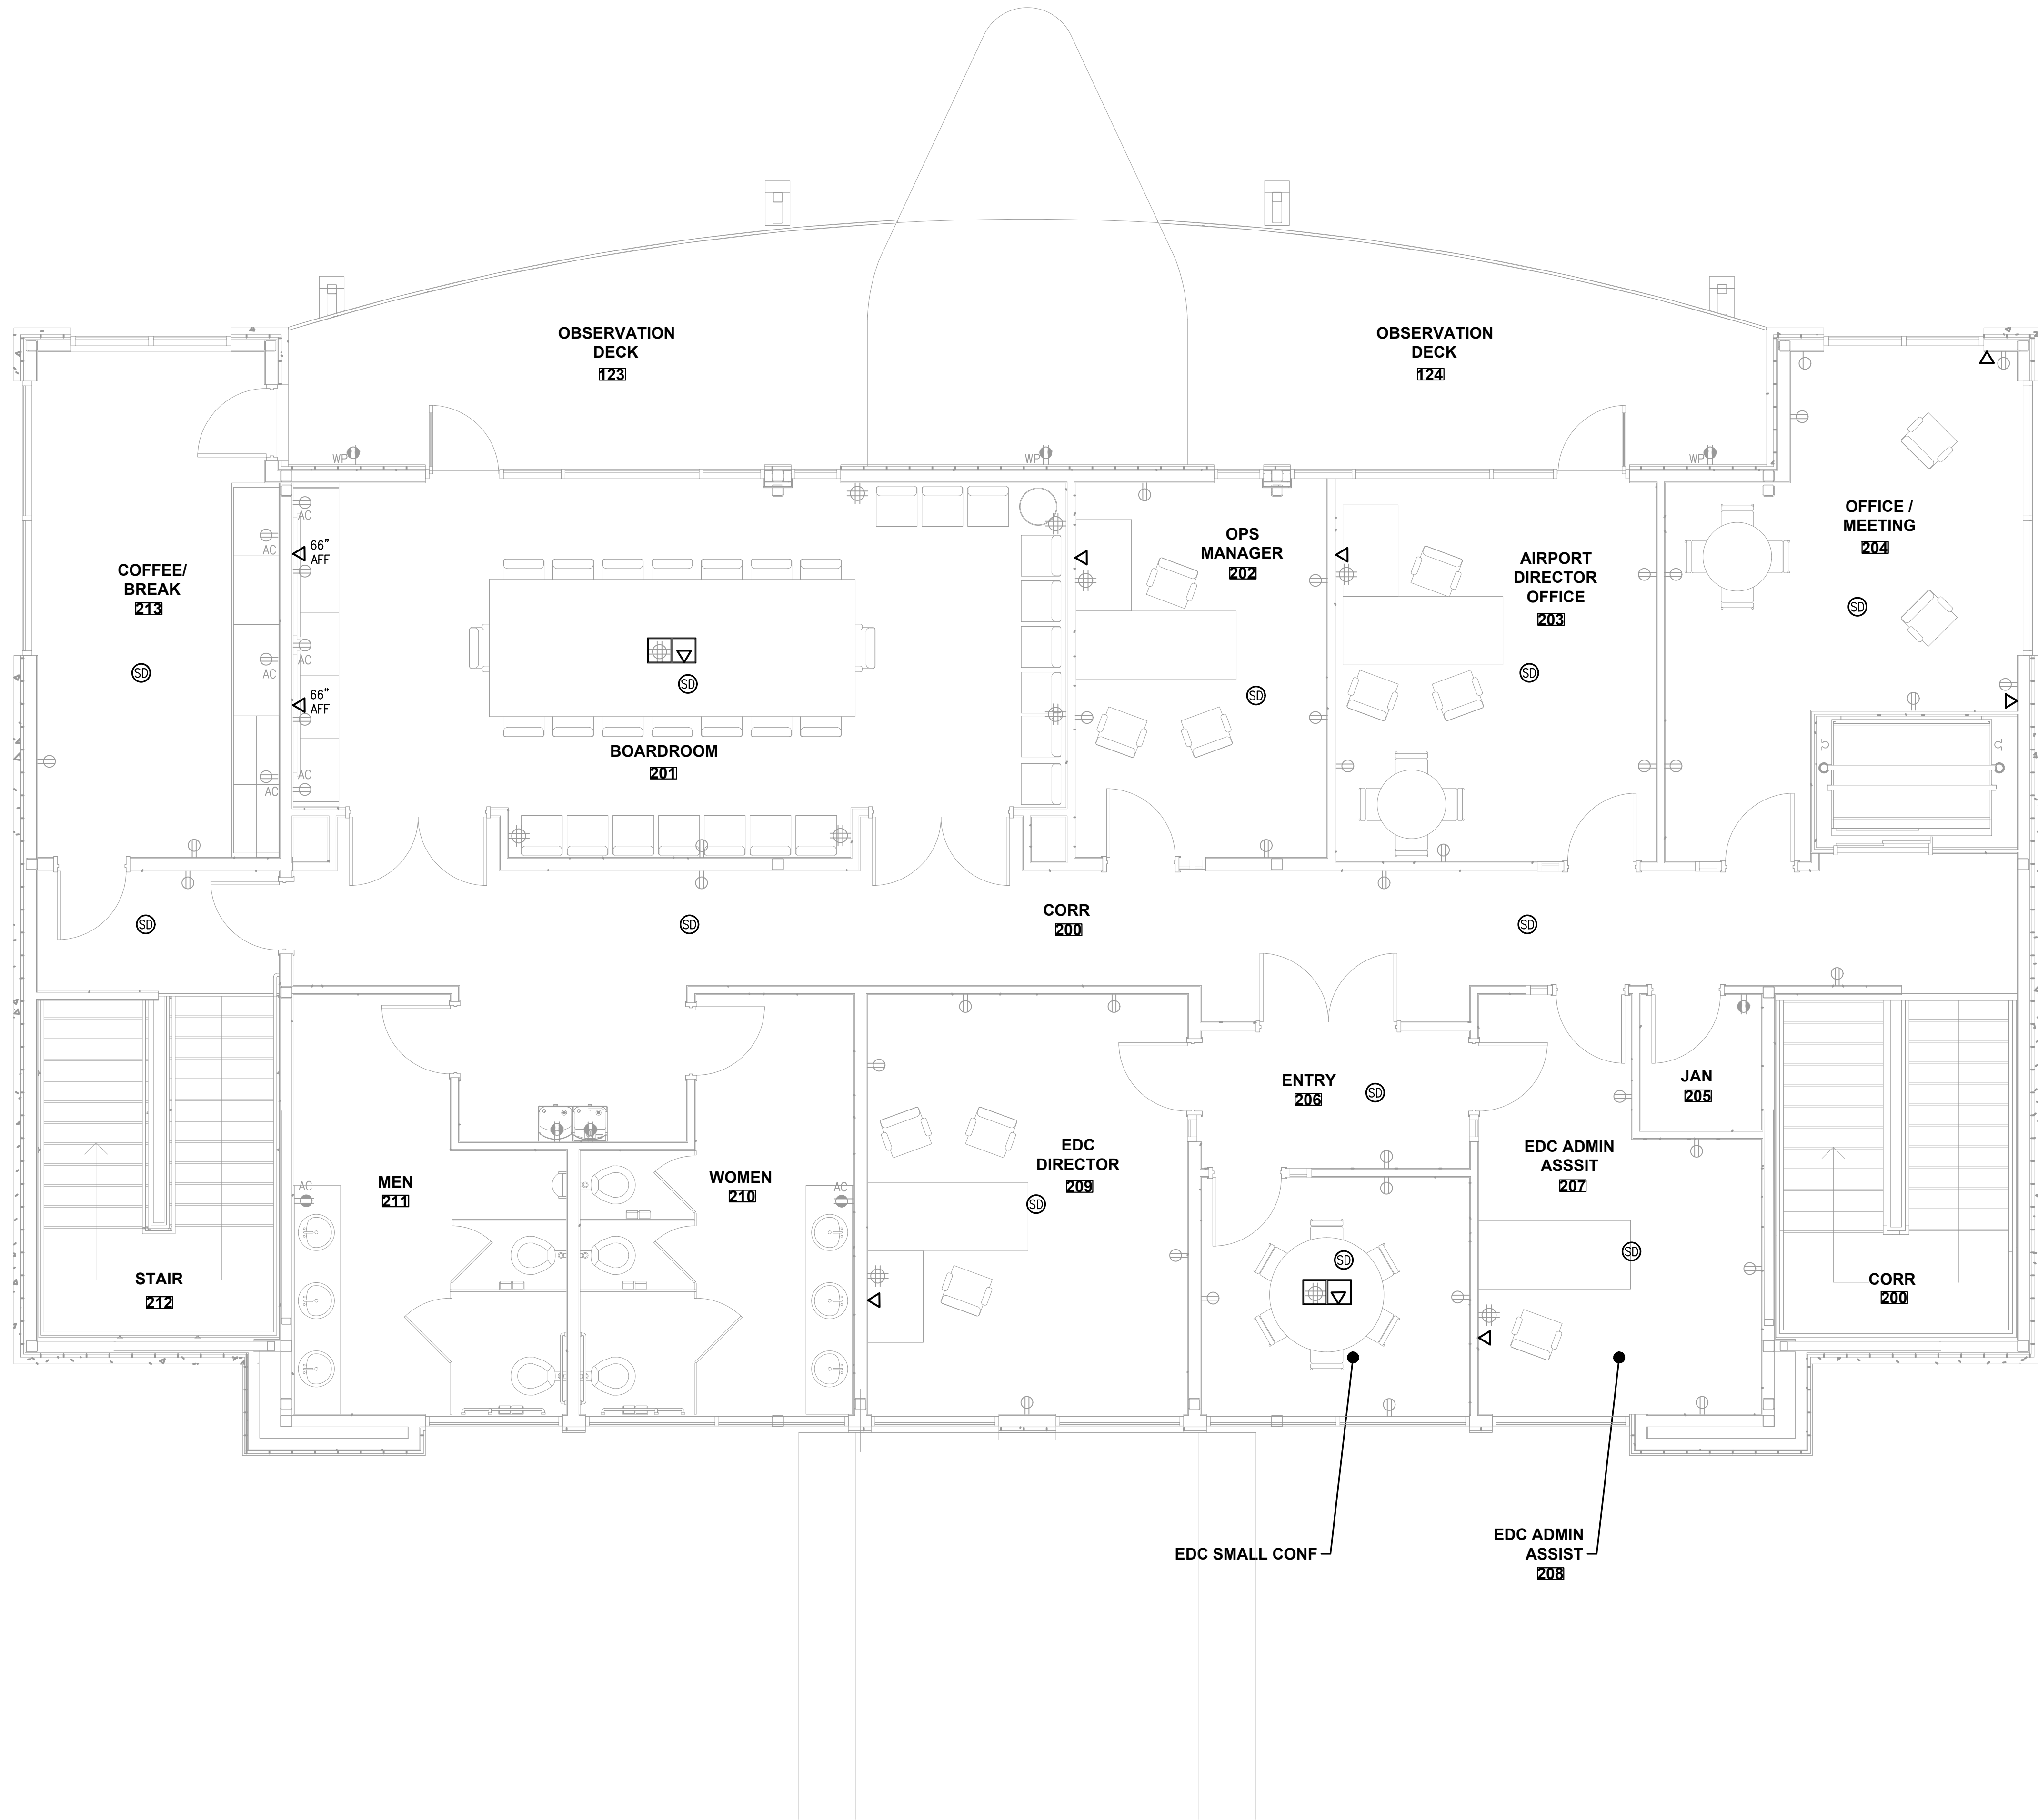 OBSERVATION
DECK
123
OBSERVATION
DECK
124
WP
WP
WP
COFFEE/
BREAK
213
SD
AC
AC
AC
AC
66"
AFF
AC
66"
AFF
AC
BOARDROOM
201
SD
OPS
MANAGER
202
SD
AIRPORT
DIRECTOR
OFFICE
203
SD
OFFICE /
MEETING
204
SD
SD
SD
CORR
200
SD
MEN
211
AC
WOMEN
210
AC
EDC
DIRECTOR
209
SD
ENTRY
206
SD
SD
JAN
205
EDC ADMIN
ASSSIT
207
SD
STAIR
212
CORR
200
EDC SMALL CONF
EDC ADMIN
ASSIST
208